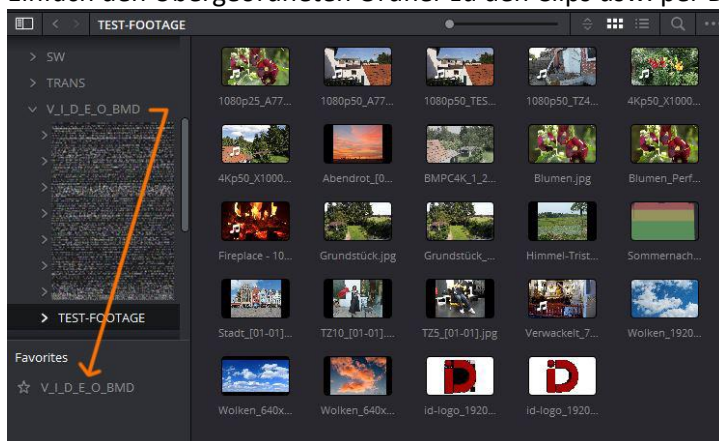 TEST-FOOTAGE
SW
TRANS
V_I_D_E_O_BMD
TEST-FOOTAGE
Favorites
V_I_D_E_O_BMD
1080p25_A77... 1080p50_A77... 1080p50_TES... 1080p50_TZ4... 4Kp50_X1000...
4Kp50_X1000... Abendrot_[0... BMPC4K_1_2... Blumen.jpg Blumen_Perf...
Fireplace - 10... Grundstück.jpg Grundstück_... Himmel-Trist... Sommernach...
Stadt_[01-01]... TZ10_[01-01].... TZ5_[01-01].jpg Verwackelt_7... Wolken_1920...
Wolken_640x... Wolken_640x... id-logo_1920... id-logo_1920...